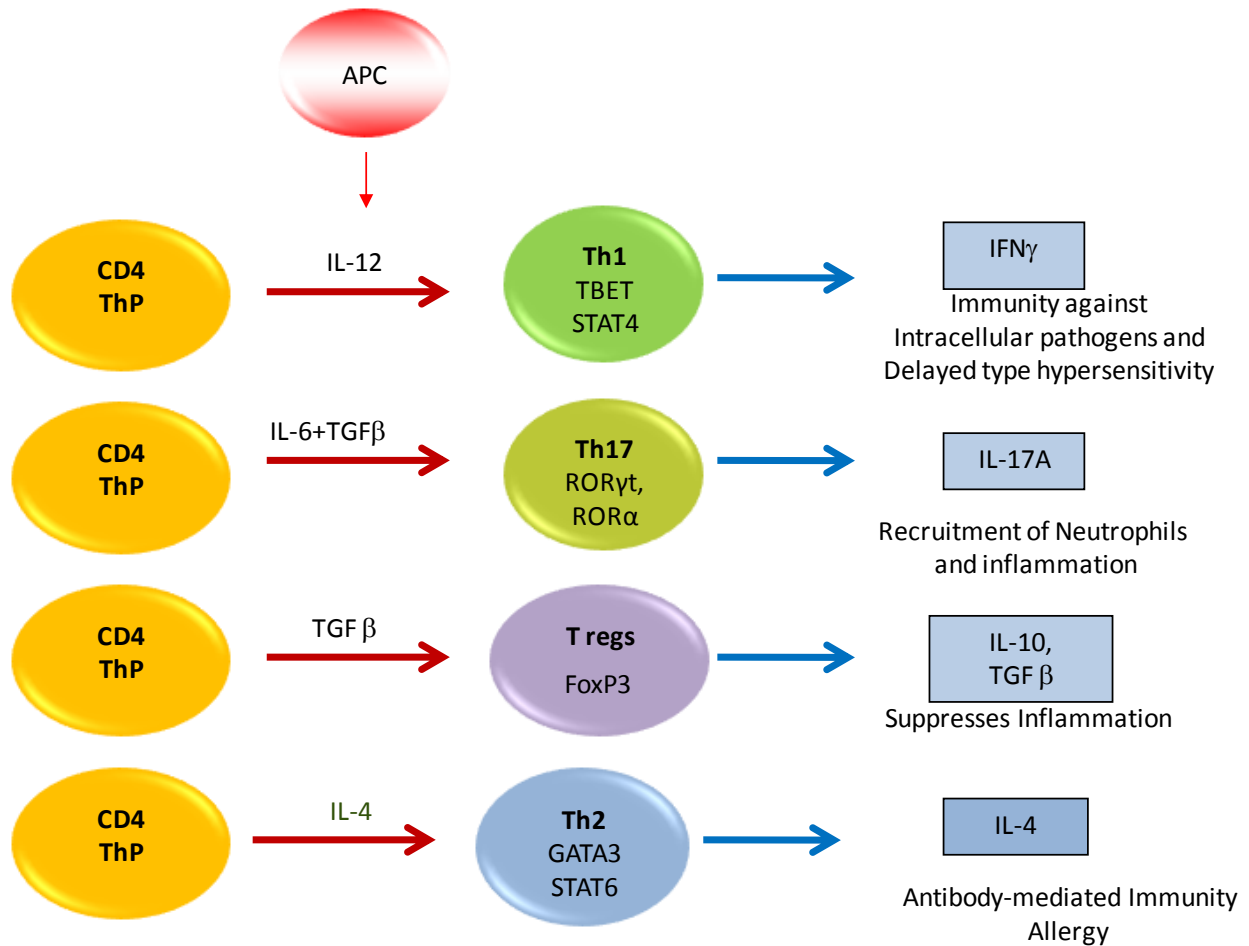 APC
CD4
ThP
IL-12
Th1
TBET
STAT4
IFNγ
Immunity against
Intracellular pathogens and
Delayed type hypersensitivity
CD4
ThP
IL-6+TGFβ
Th17
RORγt,
RORα
IL-17A
Recruitment of Neutrophils
and inflammation
CD4
ThP
TGF β
T regs
FoxP3
IL-10,
TGF β
Suppresses Inflammation
CD4
ThP
IL-4
Th2
GATA3
STAT6
IL-4
Antibody-mediated Immunity
Allergy